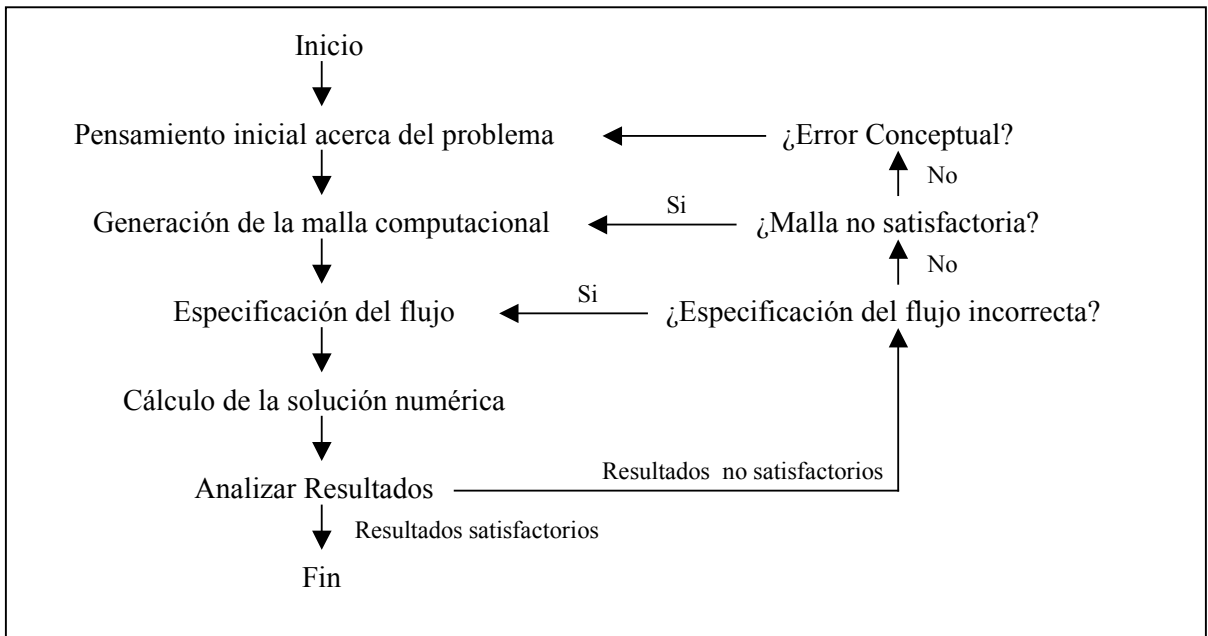 Inicio
Pensamiento inicial acerca del problema
¿Error Conceptual?
No
Generación de la malla computacional
Si
¿Malla no satisfactoria?
No
Especificación del flujo
Si
¿Especificación del flujo incorrecta?
Cálculo de la solución numérica
Analizar Resultados
Resultados no satisfactorios
Resultados satisfactorios
Fin